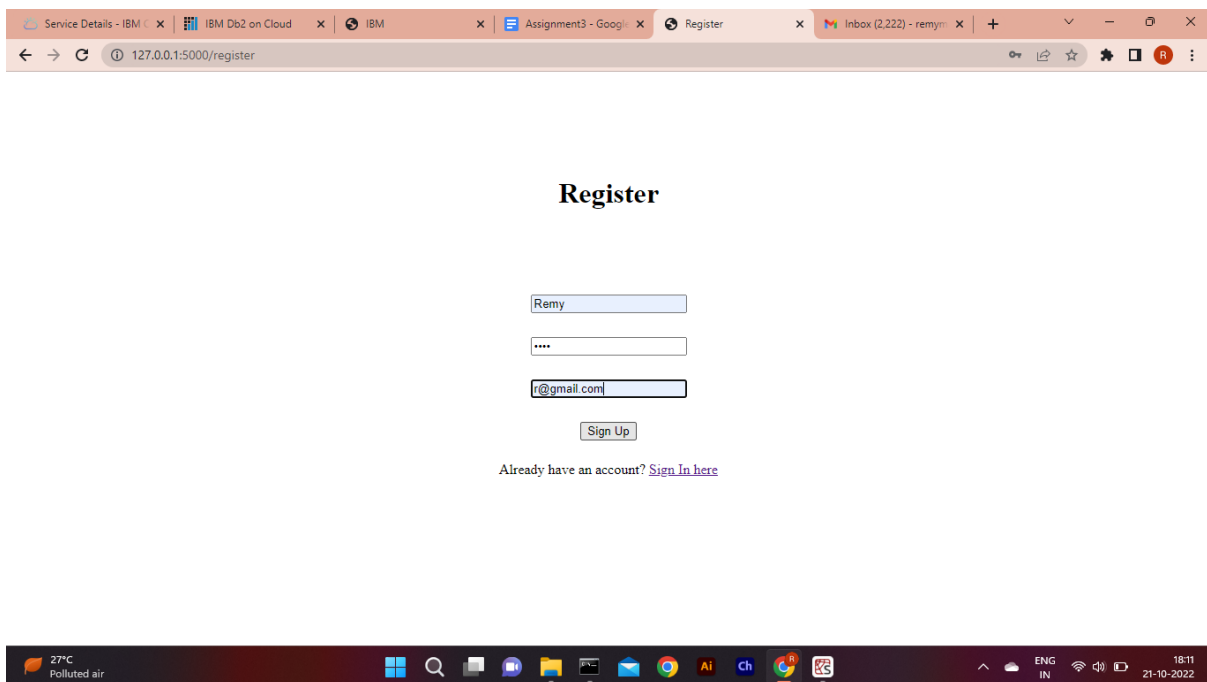 Service Details - IBM C
IBM Db2 on Cloud
IBM
Assignment3 - Googl
Register
Inbox (2,222) - remym
127.0.0.1:5000/register
R
Register
Remy
••••
r@gmail.com
Sign Up
Already have an account? Sign In here
27°C
Polluted air
Ai
Ch
R
ENG
IN
18:11
21-10-2022